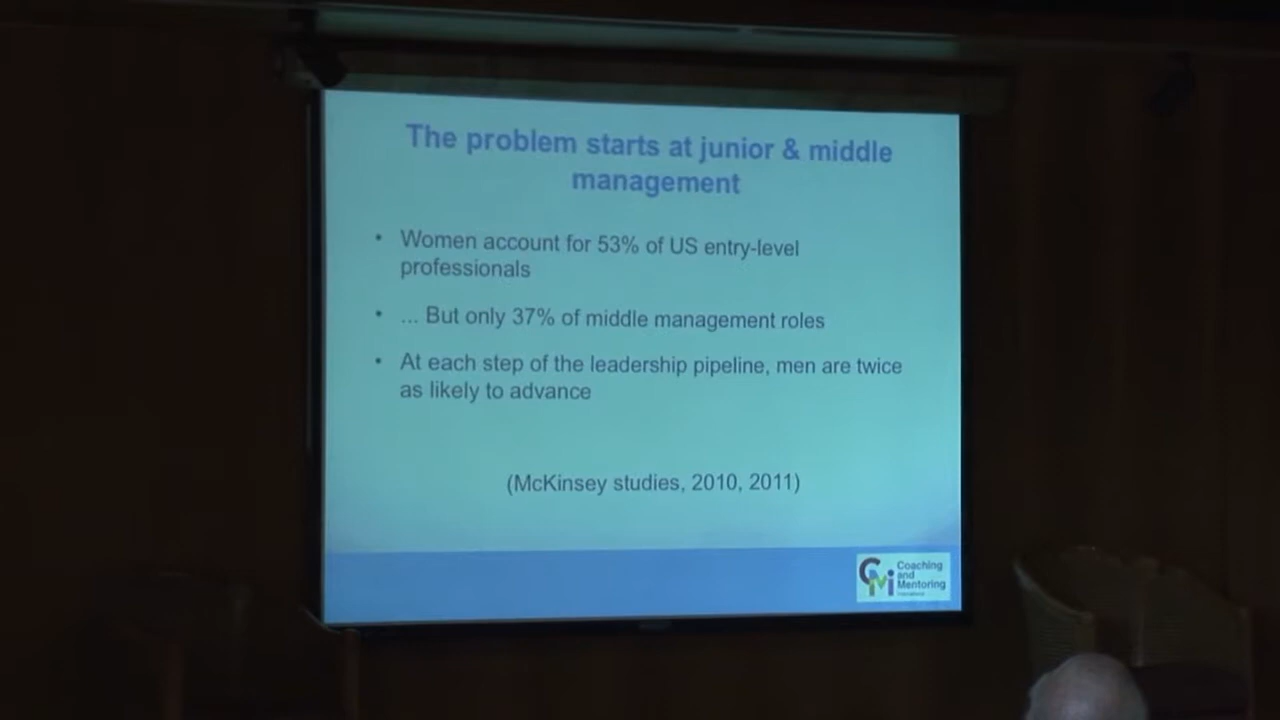 The problem starts at junior & middle
management
• Women account for 53% of US entry-level
professionals
• ... But only 37% of middle management roles
• At each step of the leadership pipeline, men are twice
as likely to advance
(McKinsey studies, 2010, 2011)
CMi
Coaching
and
Mentoring